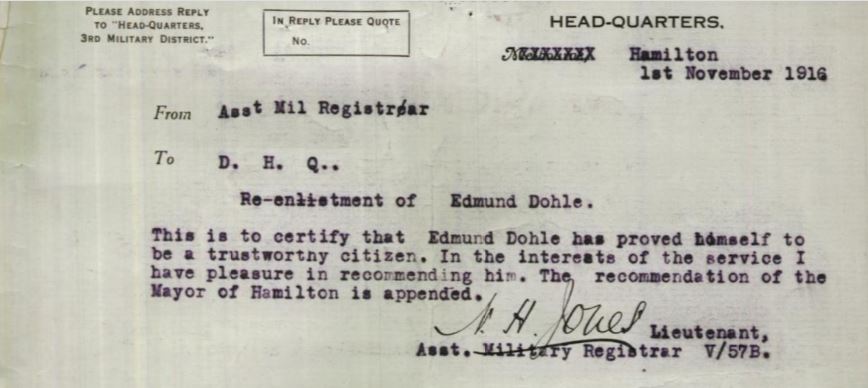 PLEASE ADDRESS REPLY
TO "HEAD-QUARTERS,
3RD MILITARY DISTRICT."
IN REPLY PLEASE QUOTE
No.
HEAD-QUARTERS.
Hamilton
1st November 1916
From Asst Mil Registrar
To D. H. Q..
Re-enlistment of Edmund Dohle.
This is to certify that Edmund Dohle has proved himself to
be a trustworthy citizen. In the interests of the service I
have pleasure in recommending him. The recommendation of the
Mayor of Hamilton is appended.
H. Jones Lieutenant,
Asst. Military Registrar V/57B.